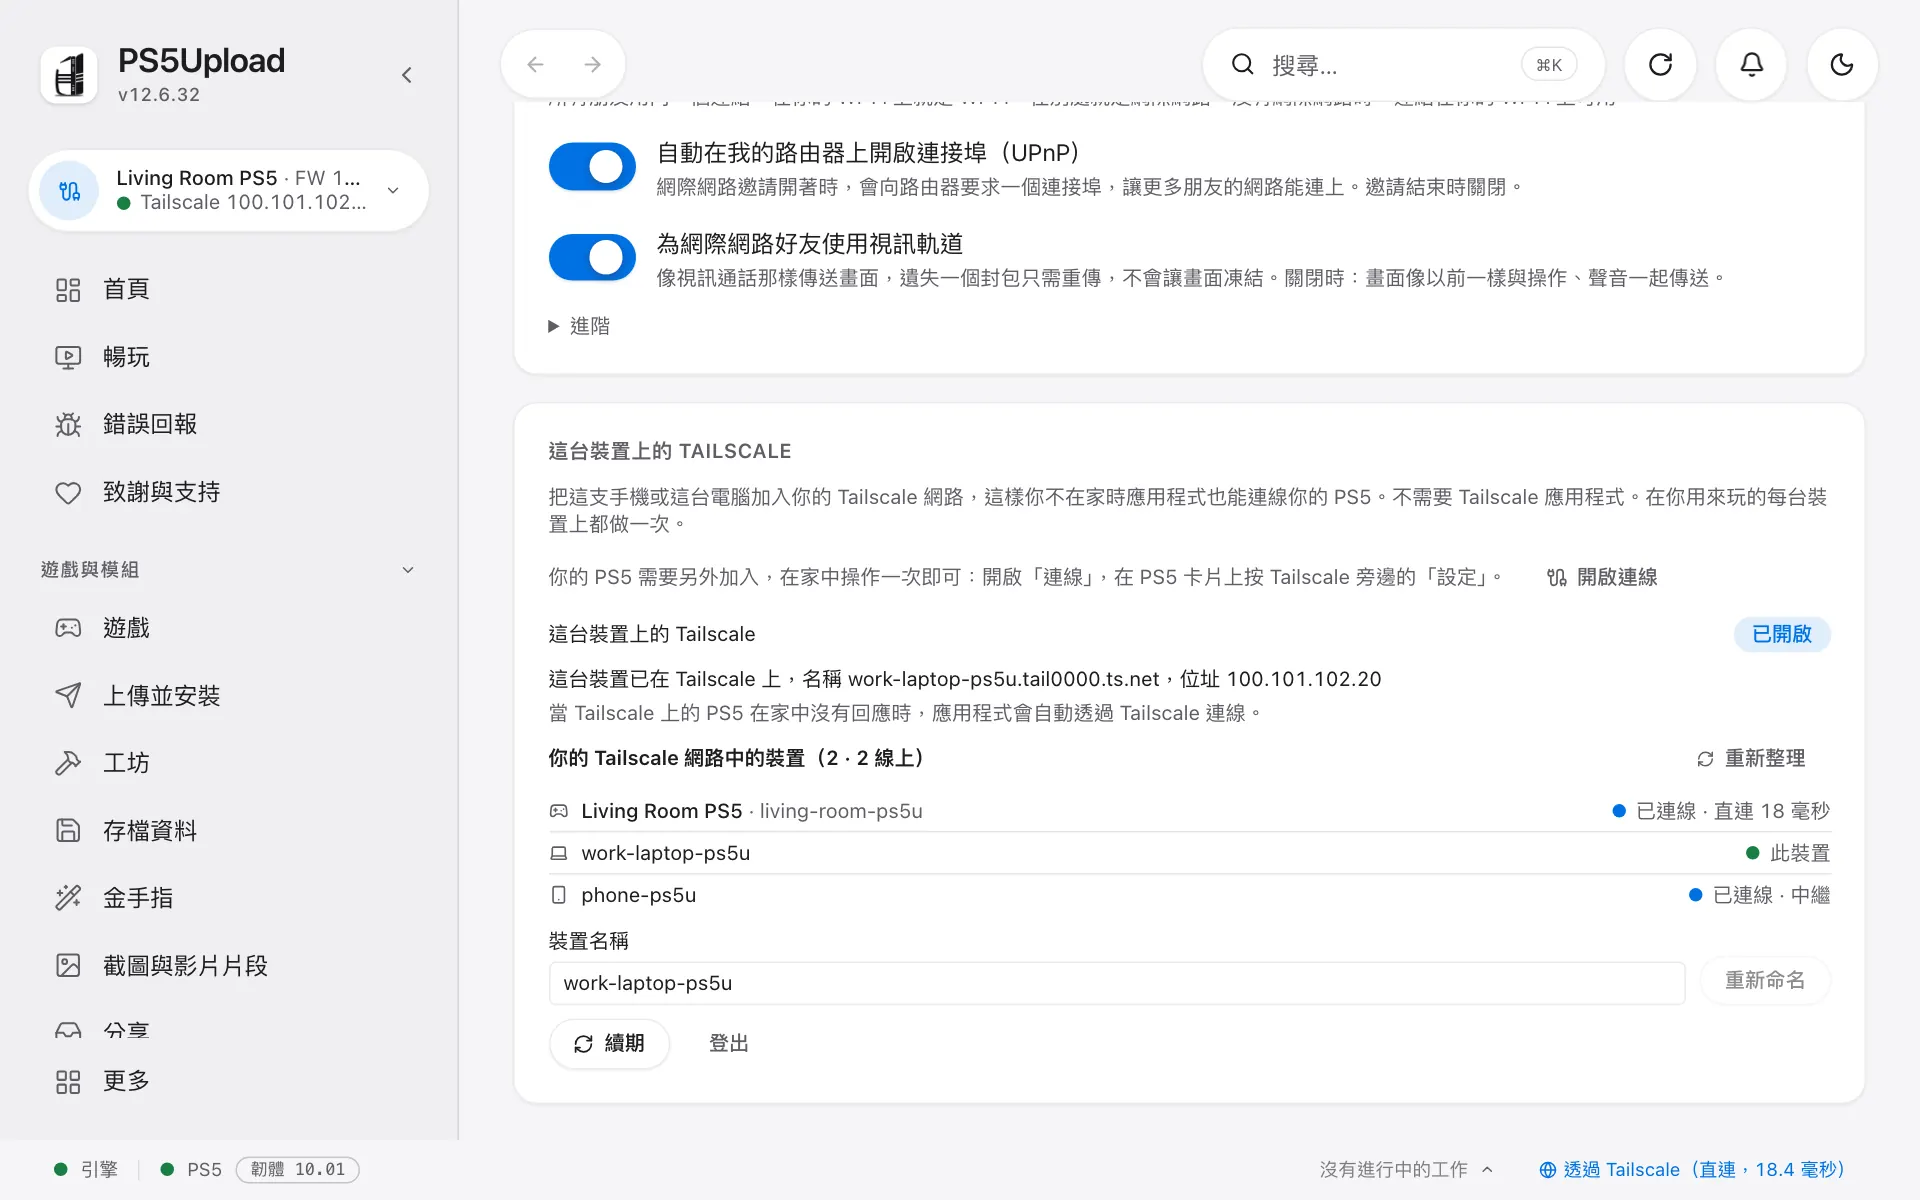 PS5Upload
v12.6.32
Living Room PS5 · FW 1...
Tailscale 100.101.102...
首頁
暢玩
錯誤回報
致謝與支持
遊戲與模組
遊戲
上傳並安裝
工坊
存檔資料
金手指
截圖與影片片段
分享
更多
搜尋...
⌘K
自動在我的路由器上開啟連接埠（UPnP）
網際網路邀請開著時，會向路由器要求一個連接埠，讓更多朋友的網路能連上。邀請結束時關閉。
為網際網路好友使用視訊軌道
像視訊通話那樣傳送畫面，遺失一個封包只需重傳，不會讓畫面凍結。關閉時：畫面像以前一樣與操作、聲音一起傳送。
進階
這台裝置上的 TAILSCALE
把這支手機或這台電腦加入你的 Tailscale 網路，這樣你不在家時應用程式也能連線你的 PS5。不需要 Tailscale 應用程式。在你用來玩的每台裝
置上都做一次。
你的 PS5 需要另外加入，在家中操作一次即可：開啟「連線」，在 PS5 卡片上按 Tailscale 旁邊的「設定」。
開啟連線
這台裝置上的 Tailscale
已開啟
這台裝置已在 Tailscale 上，名稱 work-laptop-ps5u.tail0000.ts.net，位址 100.101.102.20
當 Tailscale 上的 PS5 在家中沒有回應時，應用程式會自動透過 Tailscale 連線。
你的 Tailscale 網路中的裝置（2 · 2 線上）
重新整理
Living Room PS5 · living-room-ps5u
已連線 · 直連 18 毫秒
work-laptop-ps5u
此裝置
phone-ps5u
已連線 · 中繼
裝置名稱
work-laptop-ps5u
重新命名
續期
登出
引擎
PS5
韌體 10.01
沒有進行中的工作
透過 Tailscale（直連，18.4 毫秒）